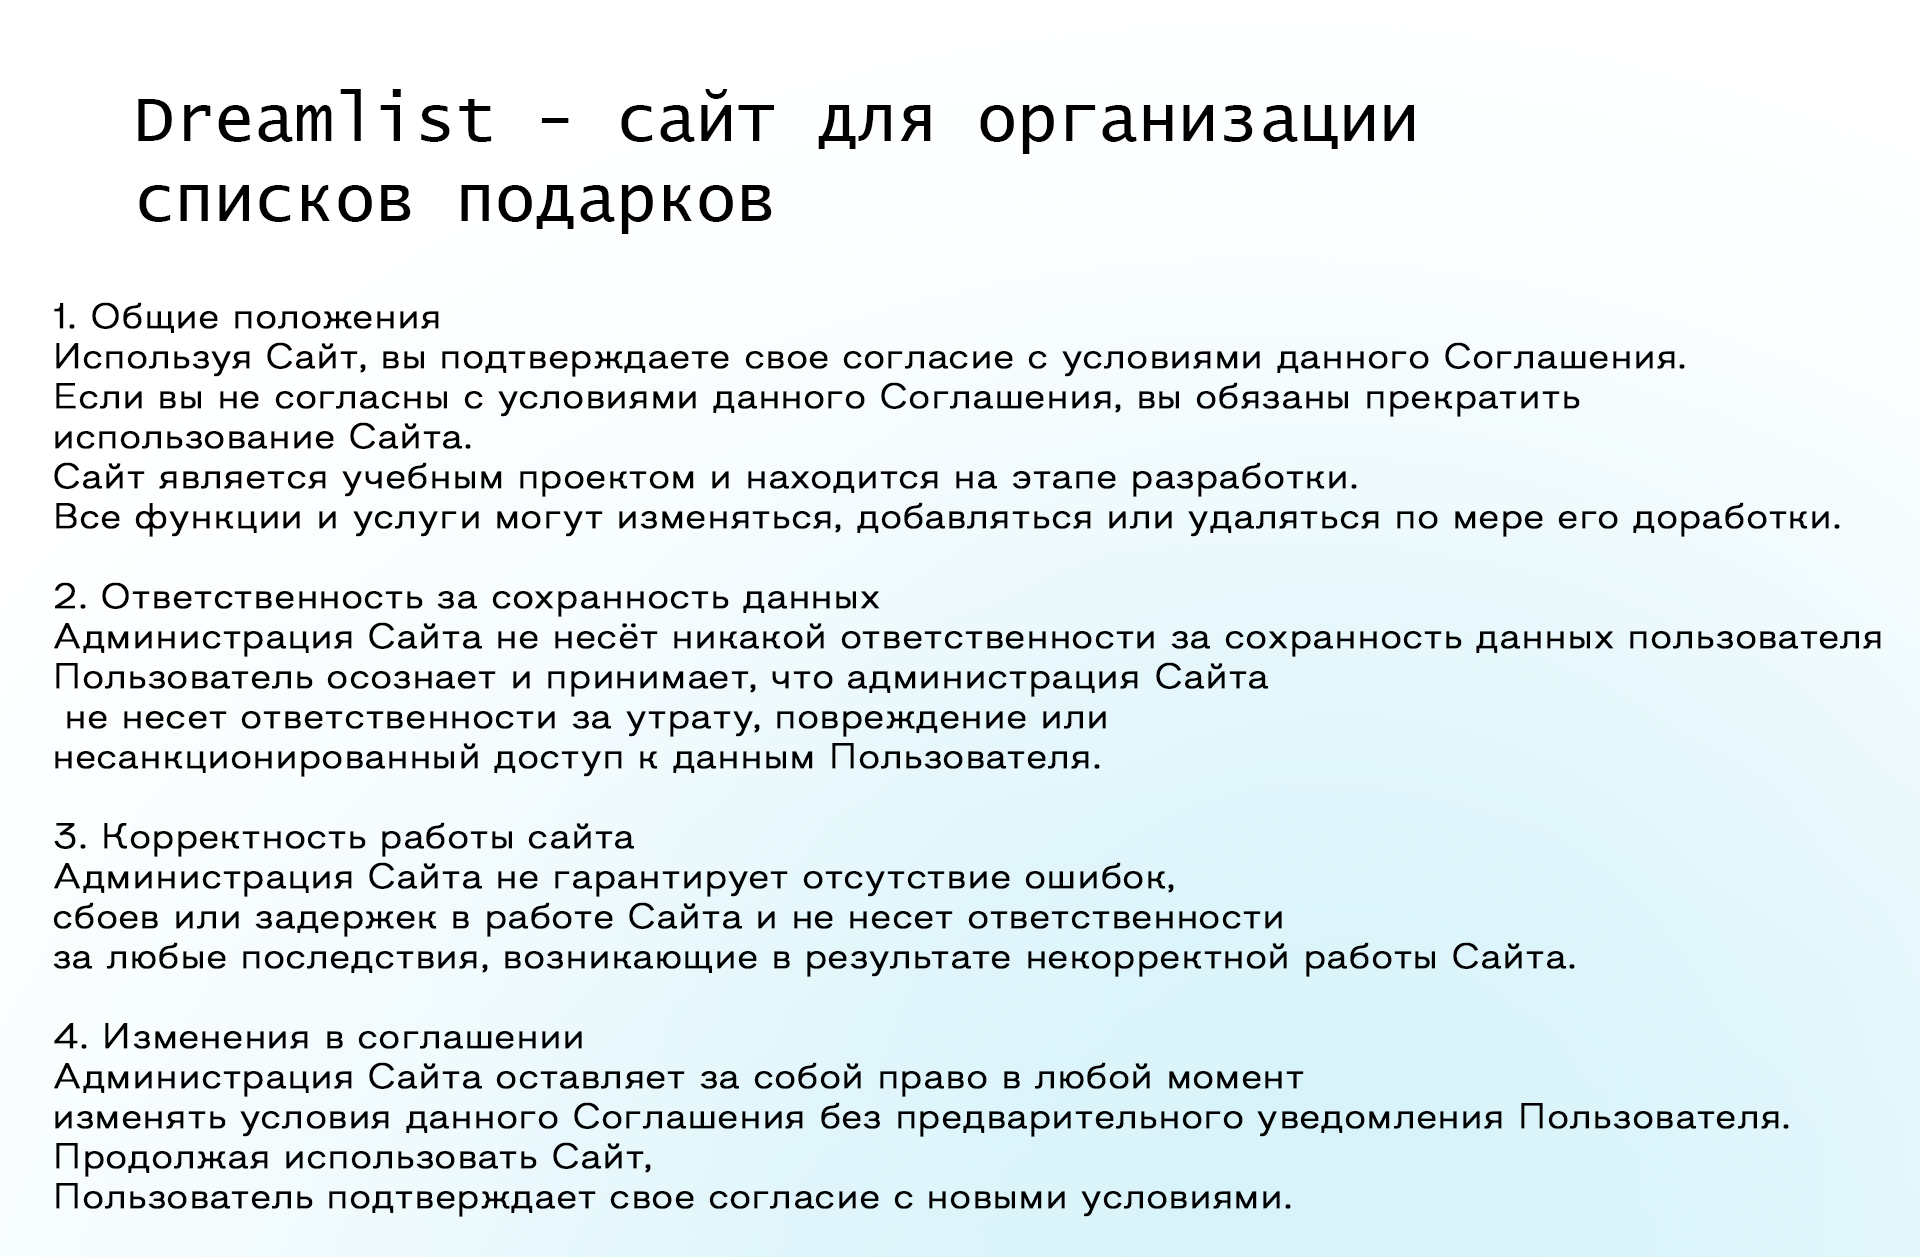 Dreamlist - сайт для организации
списков подарков
1. Общие положения
Используя Сайт, вы подтверждаете свое согласие с условиями данного Соглашения.
Если вы не согласны с условиями данного Соглашения, вы обязаны прекратить
использование Сайта.
Сайт является учебным проектом и находится на этапе разработки.
Все функции и услуги могут изменяться, добавляться или удаляться по мере его доработки.
2. Ответственность за сохранность данных
Администрация Сайта не несёт никакой ответственности за сохранность данных пользователя
Пользователь осознает и принимает, что администрация Сайта
не несет ответственности за утрату, повреждение или
несанкционированный доступ к данным Пользователя.
3. Корректность работы сайта
Администрация Сайта не гарантирует отсутствие ошибок,
сбоев или задержек в работе Сайта и не несет ответственности
за любые последствия, возникающие в результате некорректной работы Сайта.
4. Изменения в соглашении
Администрация Сайта оставляет за собой право в любой момент
изменять условия данного Соглашения без предварительного уведомления Пользователя.
Продолжая использовать Сайт,
Пользователь подтверждает свое согласие с новыми условиями.